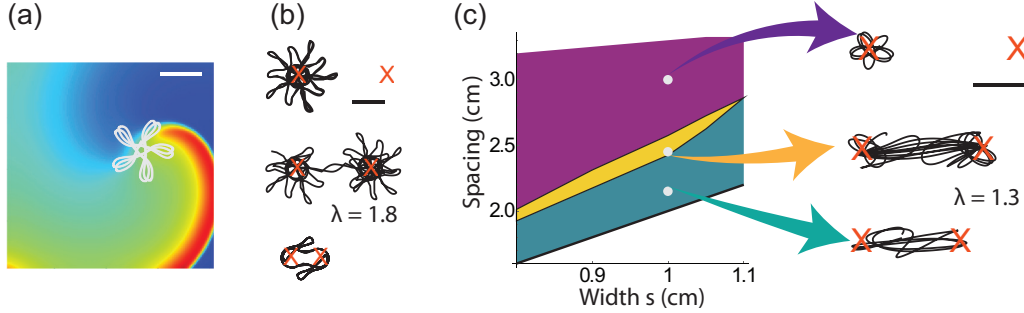 (a)
(b)
X
X
X
X
λ = 1.8
X
X
(c)
Spacing (cm)
3.0
2.5
2.0
0.9
1
1.1
Width s (cm)
X
X
X
X
λ = 1.3
X
X